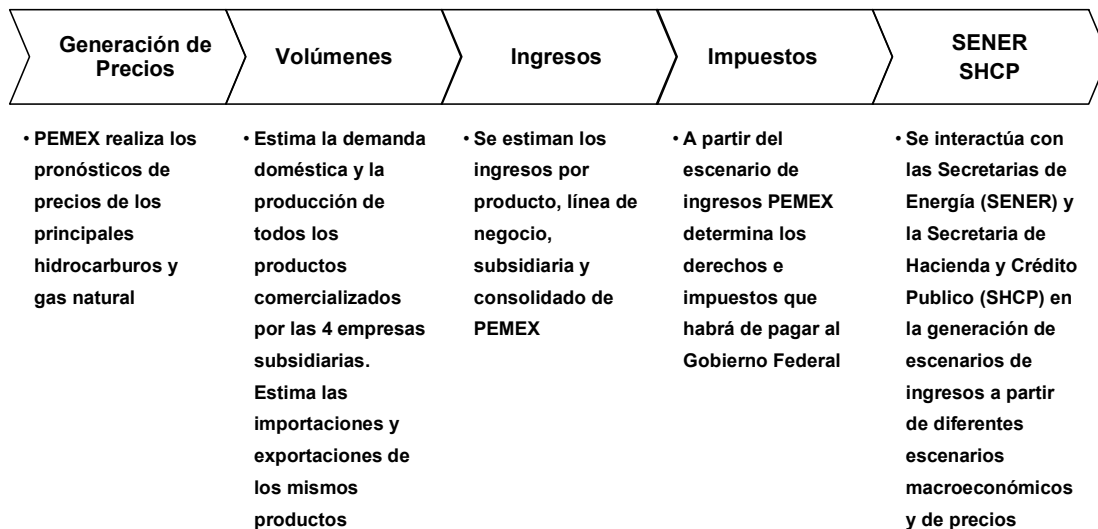 Generación de
Precios
Volúmenes
Ingresos
Impuestos
SENER
SHCP
• PEMEX realiza los
pronósticos de
precios de los
principales
hidrocarburos y
gas natural
• Estima la demanda
doméstica y la
producción de
todos los
productos
comercializados
por las 4 empresas
subsidiarias.
Estima las
importaciones y
exportaciones de
los mismos
productos
• Se estiman los
ingresos por
producto, línea de
negocio,
subsidiaria y
consolidado de
PEMEX
• A partir del
escenario de
ingresos PEMEX
determina los
derechos e
impuestos que
habrá de pagar al
Gobierno Federal
• Se interactúa con
las Secretarias de
Energía (SENER) y
la Secretaria de
Hacienda y Crédito
Publico (SHCP) en
la generación de
escenarios de
ingresos a partir
de diferentes
escenarios
macroeconómicos
y de precios